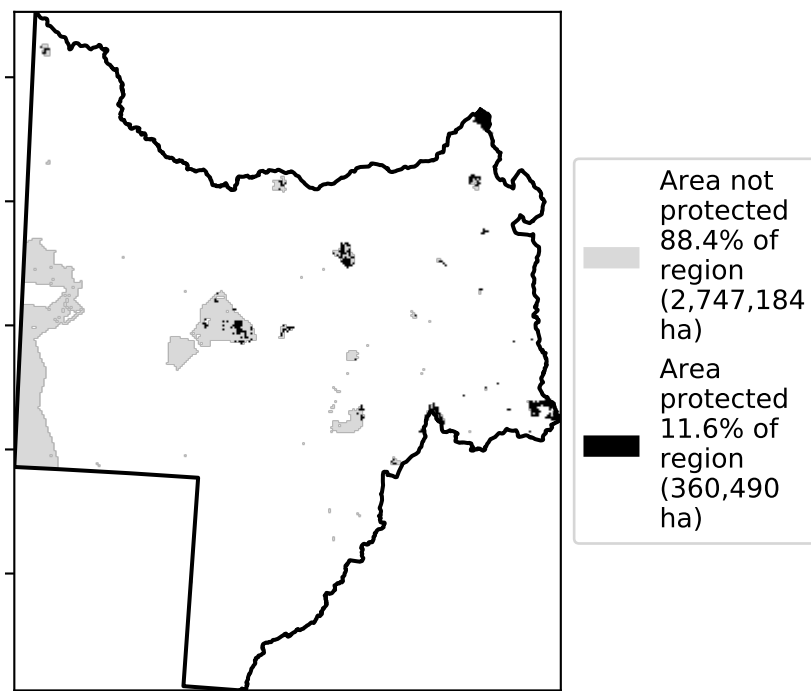 Area not
protected
88.4% of
region
(2,747,184
ha)
Area
protected
11.6% of
region
(360,490
ha)